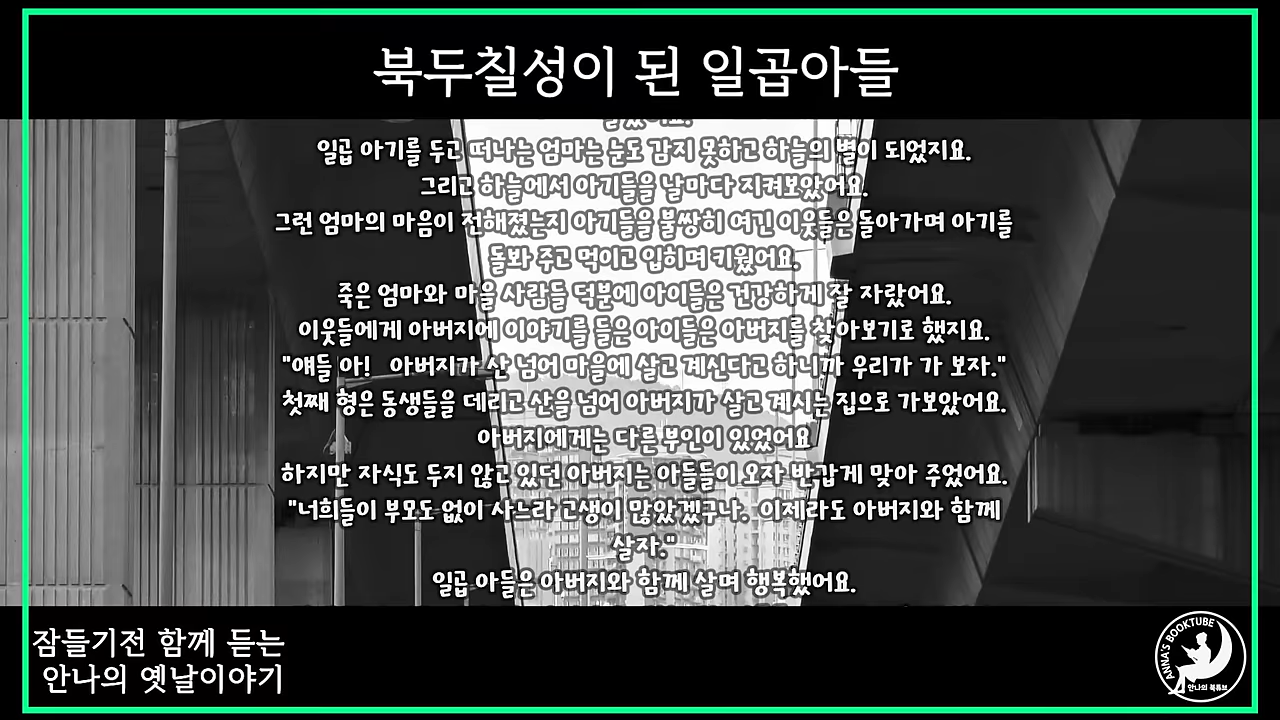 북두칠성이 된 일곱아들
일곱 아기를 두고 떠나는 엄마는 눈도 감지 못하고 하늘의 별이 되었지요.
그리고 하늘에서 아기들을 날마다 지켜보았어요.
그런 엄마의 마음이 전해졌는지 아기들을 불쌍히 여긴 이웃들은 돌아가며 아기를
돌봐 주고 먹이고 입히며 키웠어요.
죽은 엄마와 마을 사람들 덕분에 아이들은 건강하게 잘 자랐어요.
이웃들에게 아버지에 이야기를 들은 아이들은 아버지를 찾아보기로 했지요.
"얘들 아! 아버지가 산 넘어 마을에 살고 계신다고 하니까 우리가 가 보자."
첫째 형은 동생들을 데리고 산을 넘어 아버지가 살고 계시는 집으로 가보았어요.
아버지에게는 다른 부인이 있었어요
하지만 자식도 두지 않고 있던 아버지는 아들들이 오자 반갑게 맞아 주었어요.
"너희들이 부모도 없이 사느라 고생이 많았겠구나. 이제라도 아버지와 함께
살자."
일곱 아들은 아버지와 함께 살며 행복했어요.
잠들기전 함께 듣는
안나의 옛날이야기
ANNA'S BOOKTUBE
안나의 북튜브